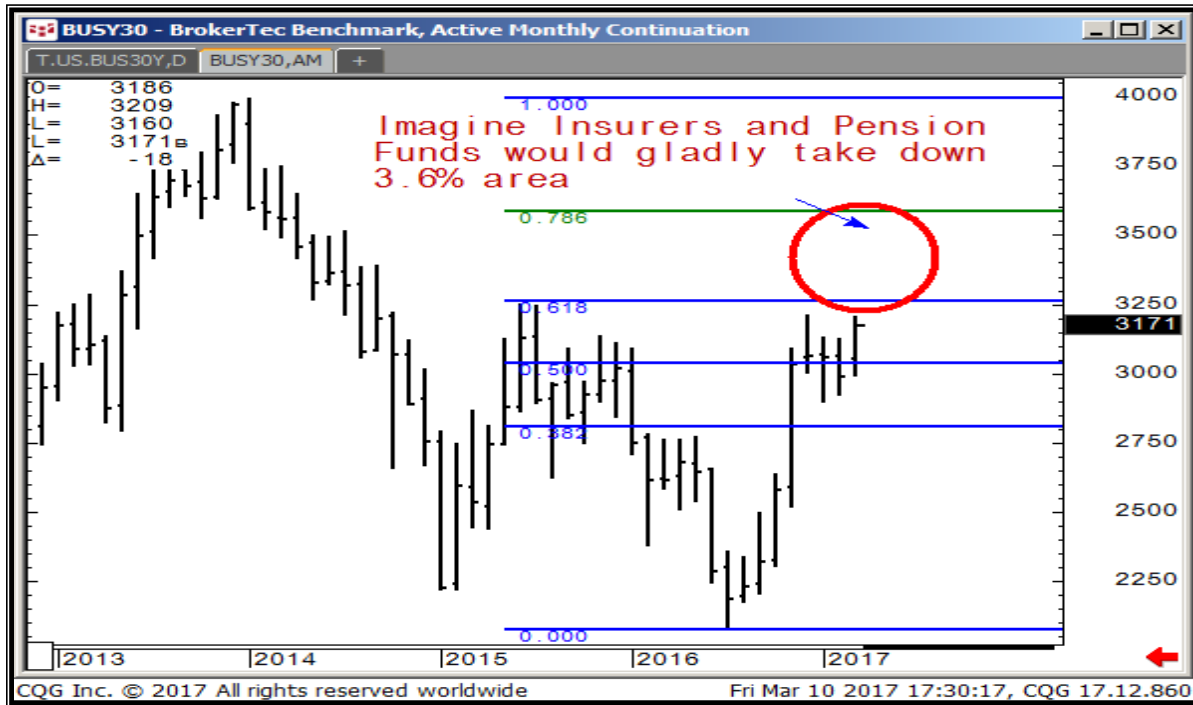 BUSY30 - BrokerTec Benchmark, Active Monthly Continuation
T.US.BUS30Y,D BUSY30,AM +
O= 3186
H= 3209
L= 3160
L= 3171B
Δ= -18
Imagine Insurers and Pension
Funds would gladly take down
3.6% area
1.000
0.786
0.618
0.500
0.382
0.000
4000
3750
3500
3250
3171
3000
2750
2500
2250
2013 2014 2015 2016 2017
CQG Inc. © 2017 All rights reserved worldwide Fri Mar 10 2017 17:30:17, CQG 17.12.860